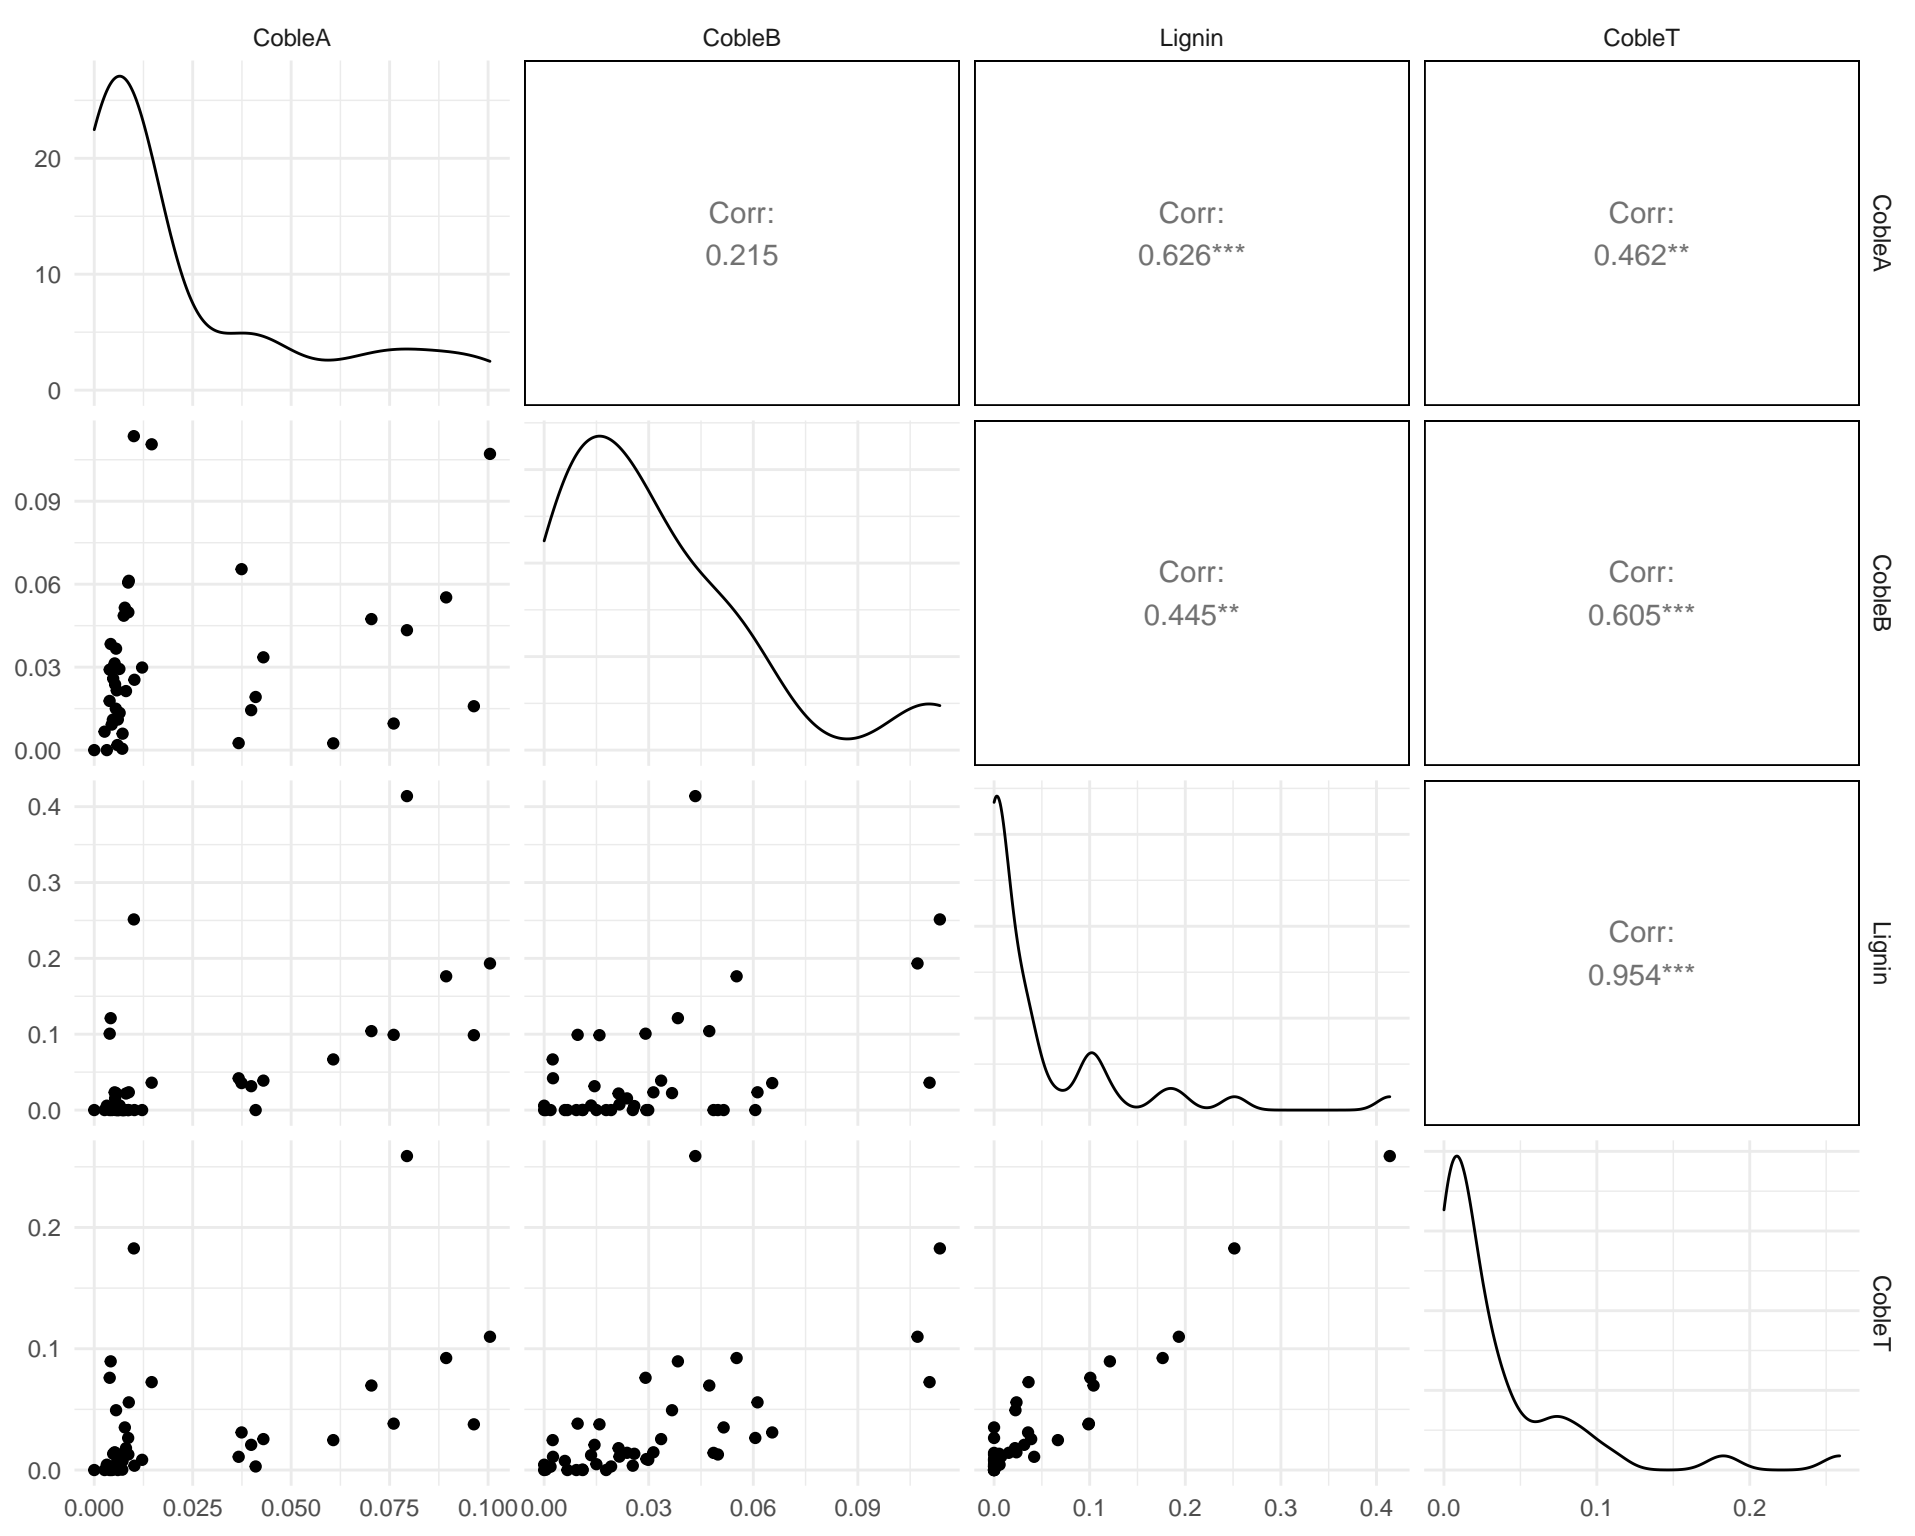 CobleA CobleB Lignin CobleT
20
10
0
Corr:
0.215
Corr:
0.626***
Corr:
0.462**
CobleA
0.09
0.06
0.03
0.00
Corr:
0.445**
Corr:
0.605***
CobleB
0.4
0.3
0.2
0.1
0.0
Corr:
0.954***
Lignin
0.2
0.1
0.0
CobleT
0.000 0.025 0.050 0.075 0.100 0.00 0.03 0.06 0.09 0.0 0.1 0.2 0.3 0.4 0.0 0.1 0.2